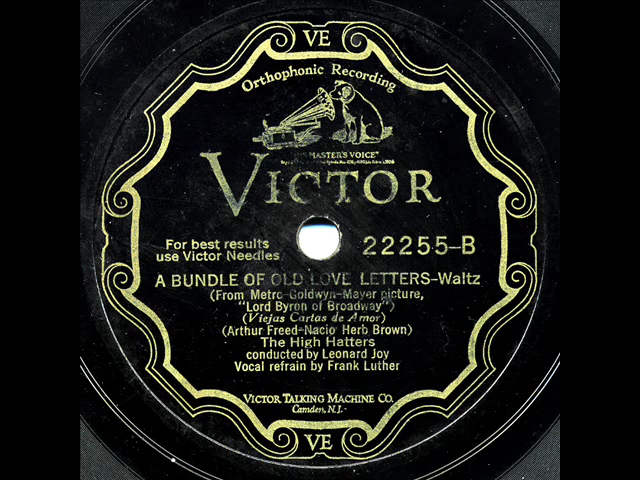 VE
Orthophonic Recording
"HIS MASTER'S VOICE"
VICTOR
For best results
use Victor Needles
22255-B
A BUNDLE OF OLD LOVE LETTERS-Waltz
(From Metro-Goldwyn-Mayer picture,
"Lord Byron of Broadway")
(Viejas Cartas de Amor)
(Arthur Freed-Nacio Herb Brown)
The High Hatters
conducted by Leonard Joy
Vocal refrain by Frank Luther
VICTOR TALKING MACHINE CO.
Camden, N.J.
VE